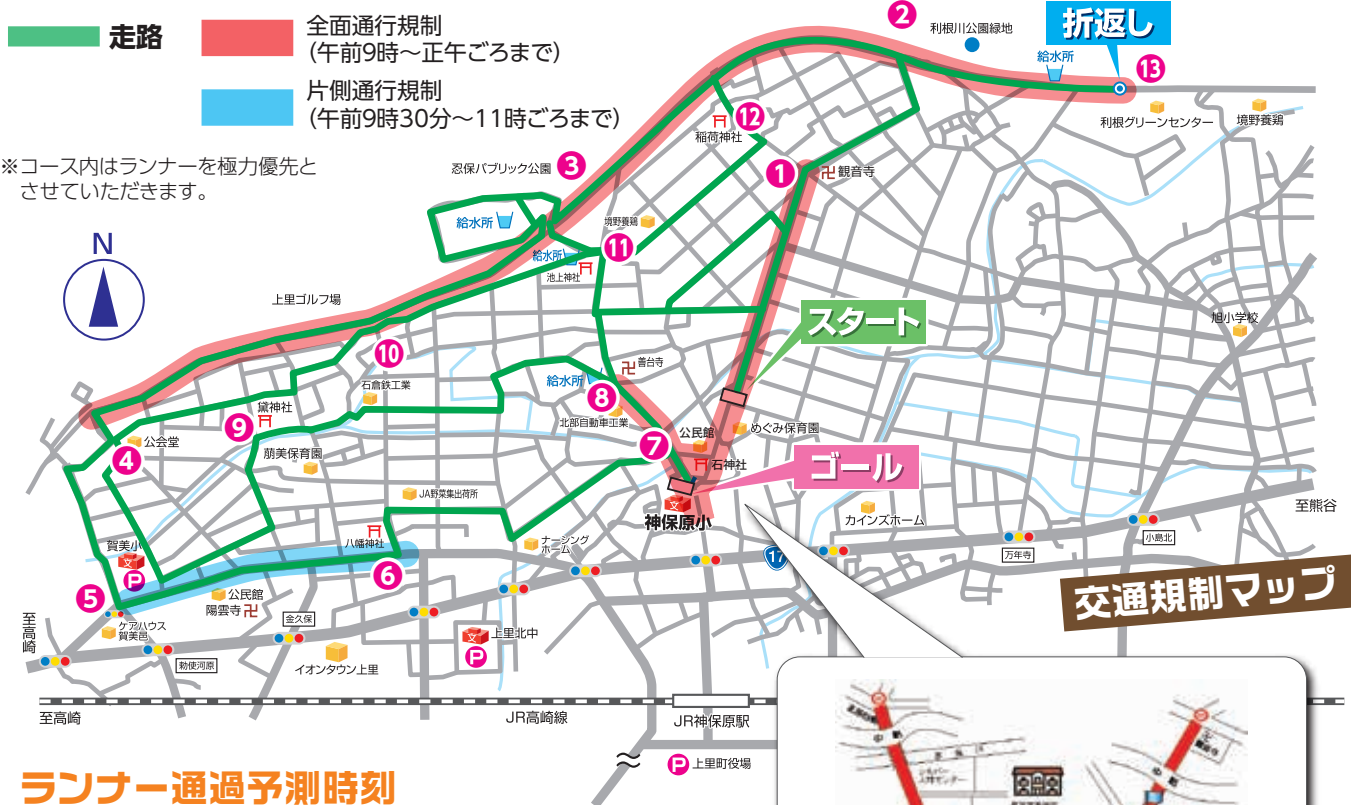 走路
全面通行規制
(午前9時～正午ごろまで)
片側通行規制
(午前9時30分～11時ごろまで)
※コース内はランナーを極力優先と
させていただきます。
N
2
利根川公園緑地
折返し
給水所
13
利根グリーンセンター
境野養鶏
12
稲荷神社
1
観音寺
忍保パブリック公園
3
給水所
境野養鶏
11
給水所
池上神社
上里ゴルフ場
スタート
旭小学校
10
石倉鉄工業
善台寺
給水所
8
北部自動車工業
9
黛神社
公会堂
4
萠美保育園
7
公民館
めぐみ保育園
石神社
ゴール
JA野菜集出荷所
神保原小
カインズホーム
至熊谷
八幡神社
ナーシング
ホーム
17
万年寺
小島北
賀美小
P
6
5
公民館
陽雲寺
ケアハウス
賀美邑
金久保
至高崎
勅使河原
イオンタウン上里
上里北中
P
交通規制マップ
至高崎
JR高崎線
JR神保原駅
P
上里町役場
ランナー通過予測時刻